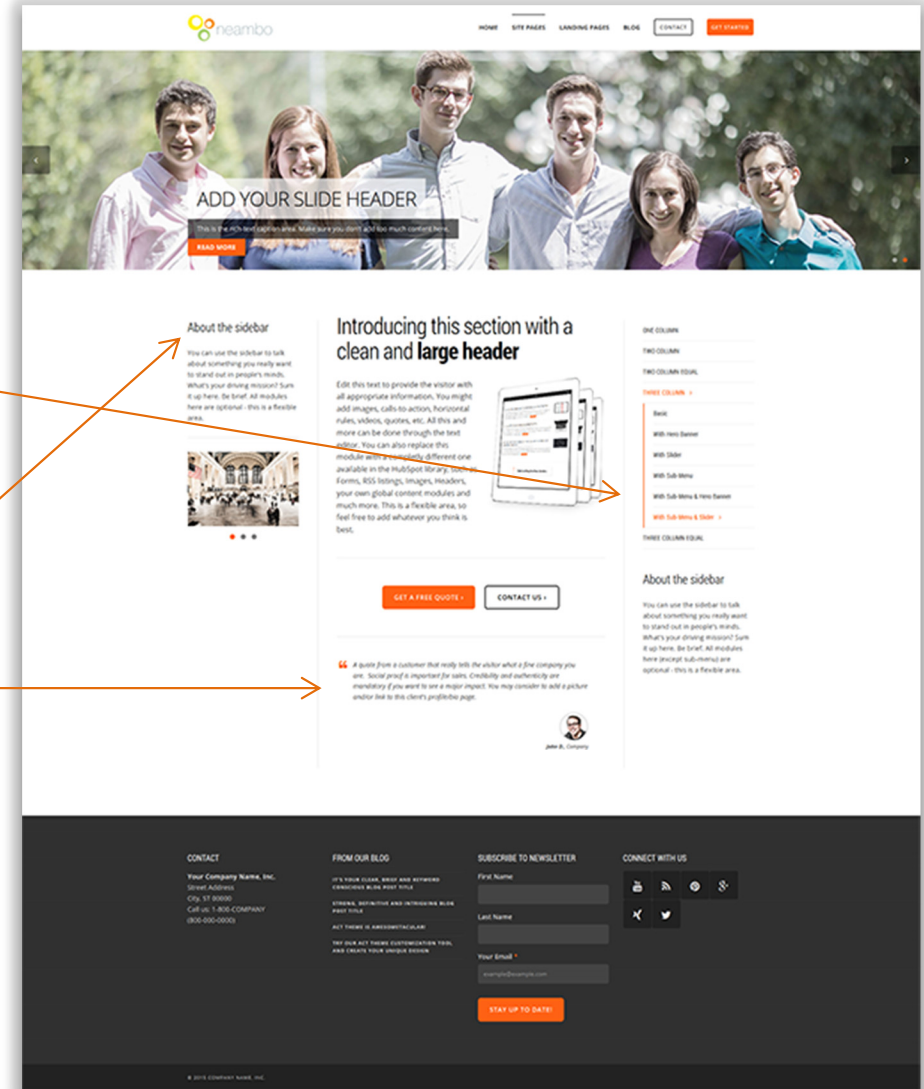 neambo
HOME SITE PAGES LANDING PAGES BLOG CONTACT GET STARTED
ADD YOUR SLIDE HEADER
This is the rich-text caption area. Make sure you don't add too much content here.
READ MORE
About the sidebar
You can use the sidebar to talk
about something you really want
to stand out in people's minds.
What's your driving mission? Sum
it up here. Be brief. All modules
here are optional - this is a flexible
area.
Introducing this section with a
clean and large header
Edit this text to provide the visitor with
all appropriate information. You might
add images, calls-to-action, horizontal
rules, videos, quotes, etc. All this and
more can be done through the text
editor. You can also replace this
module with a completly different one
available in the HubSpot library, such as
Forms, RSS listings, Images, Headers,
your own global content modules and
much more. This is a flexible area, so
feel free to add whatever you think is
best.
GET A FREE QUOTE ›
CONTACT US ›
“ A quote from a customer that really tells the visitor what a fine company you
are. Social proof is important for sales. Credibility and authenticity are
mandatory if you want to see a major impact. You may consider to add a picture
and/or link to this client's profile/bio page.
John D., Company
ONE COLUMN
TWO COLUMN
TWO COLUMN EQUAL
THREE COLUMN ›
Basic
With Hero Banner
With Slider
With Sub-Menu
With Sub-Menu & Hero Banner
With Sub-Menu & Slider ›
THREE COLUMN EQUAL
About the sidebar
You can use the sidebar to talk
about something you really want
to stand out in people's minds.
What's your driving mission? Sum
it up here. Be brief. All modules
here (except sub-menu) are
optional - this is a flexible area.
CONTACT
Your Company Name, Inc.
Street Address
City, ST 90000
Call us: 1-800-COMPANY
(800-000-0000)
FROM OUR BLOG
IT'S YOUR CLEAR, BRIEF AND KEYWORD
CONSCIOUS BLOG POST TITLE
STRONG, DEFINITIVE AND INTRIGUING BLOG
POST TITLE
ACT THEME IS AWESOMETACULAR!
TRY OUR ACT THEME CUSTOMIZATION TOOL
AND CREATE YOUR UNIQUE DESIGN
SUBSCRIBE TO NEWSLETTER
First Name
Last Name
Your Email *
example@example.com
STAY UP TO DATE!
CONNECT WITH US
© 2015 COMPANY NAME, INC.